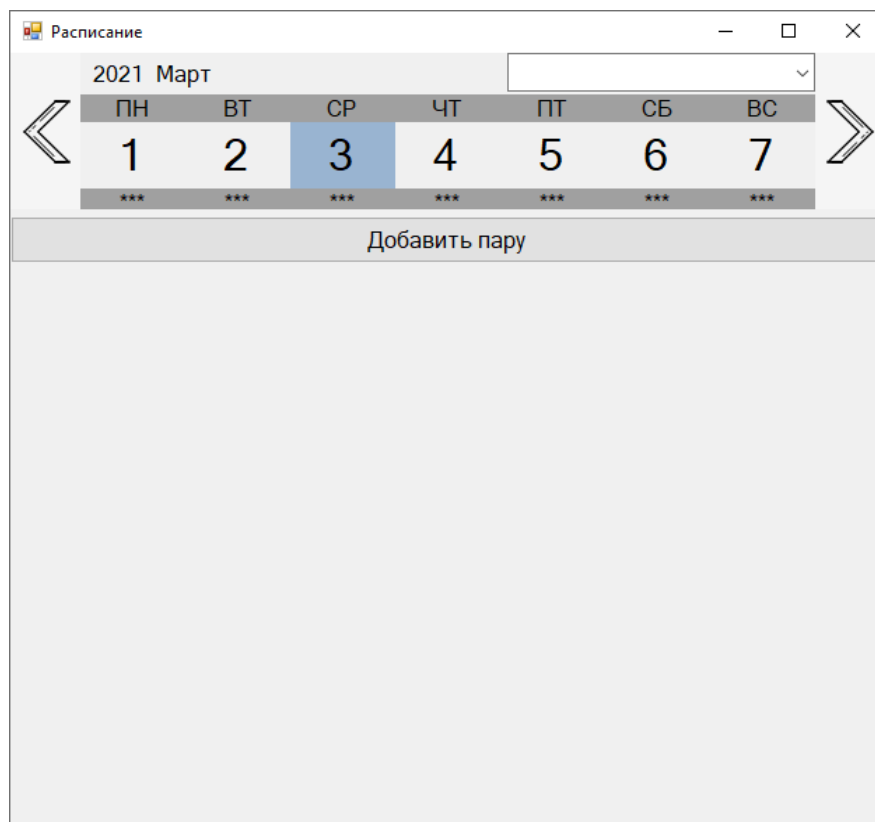 Расписание
2021 Март
ПН ВТ СР ЧТ ПТ СБ ВС
1 2 3 4 5 6 7
*** *** *** *** *** *** ***
Добавить пару